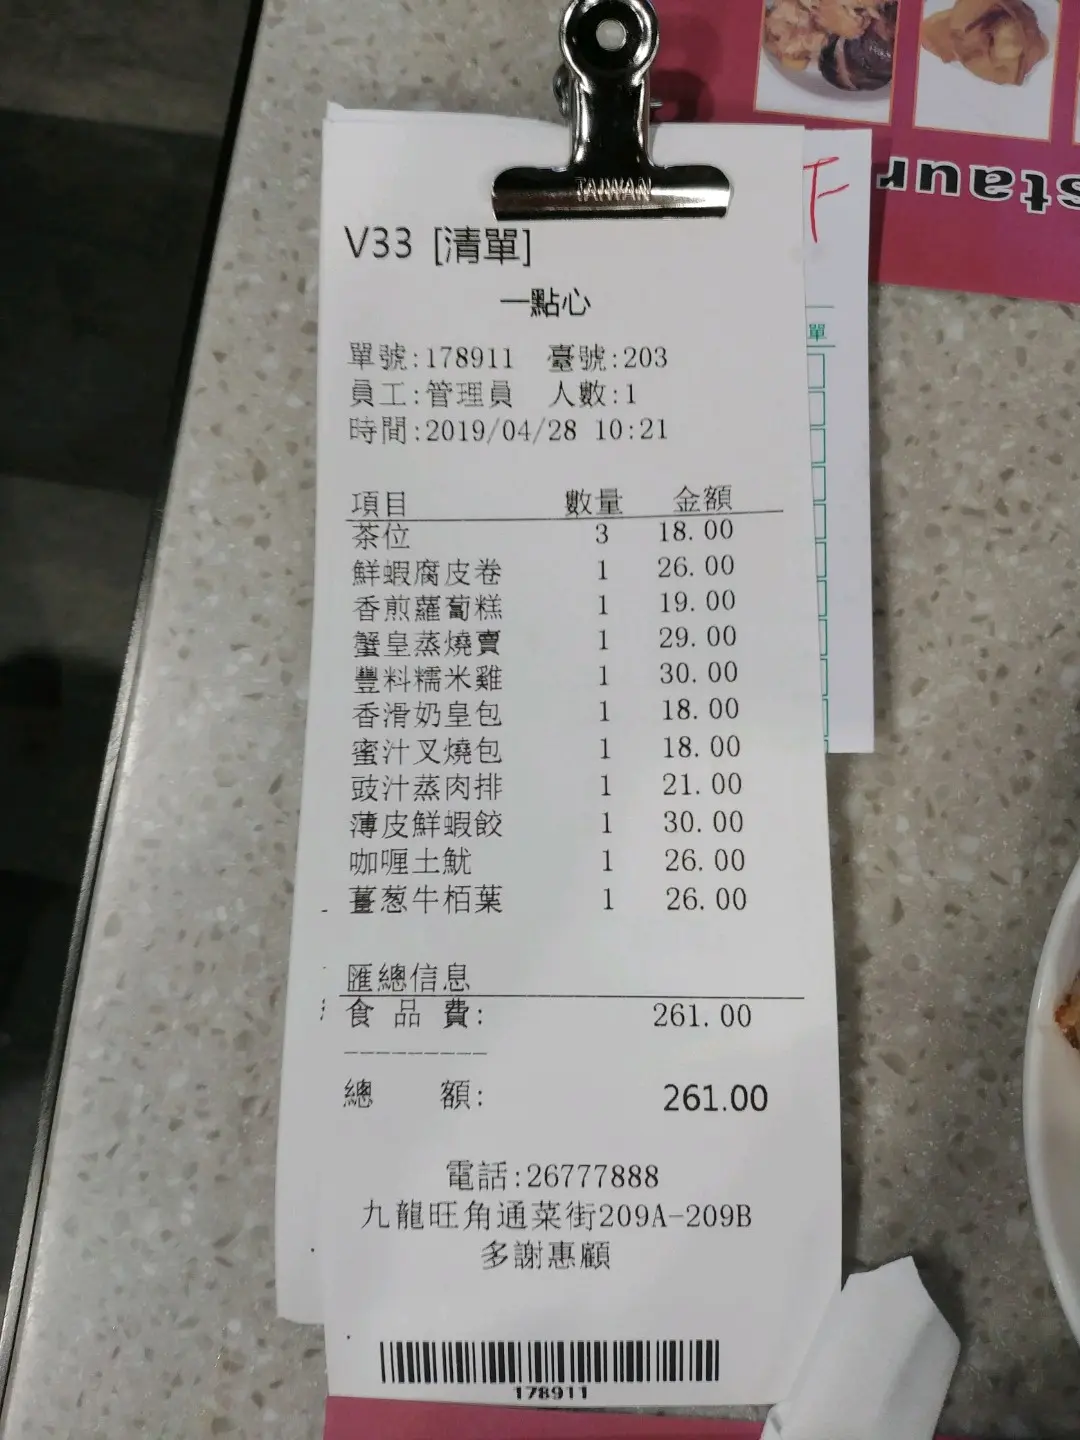 TAIWAN
staur
F
單
V33 [清單]
一點心
單號:178911 臺號:203
員工:管理員 人數:1
時間:2019/04/28 10:21
項目 數量 金額
茶位 3 18.00
鮮蝦腐皮卷 1 26.00
香煎蘿蔔糕 1 19.00
蟹皇蒸燒賣 1 29.00
豐料糯米雞 1 30.00
香滑奶皇包 1 18.00
蜜汁叉燒包 1 18.00
豉汁蒸肉排 1 21.00
薄皮鮮蝦餃 1 30.00
咖喱土魷 1 26.00
薑葱牛栢葉 1 26.00
匯總信息
食品費: 261.00
---------
總額: 261.00
電話:26777888
九龍旺角通菜街209A-209B
多謝惠顧
178911